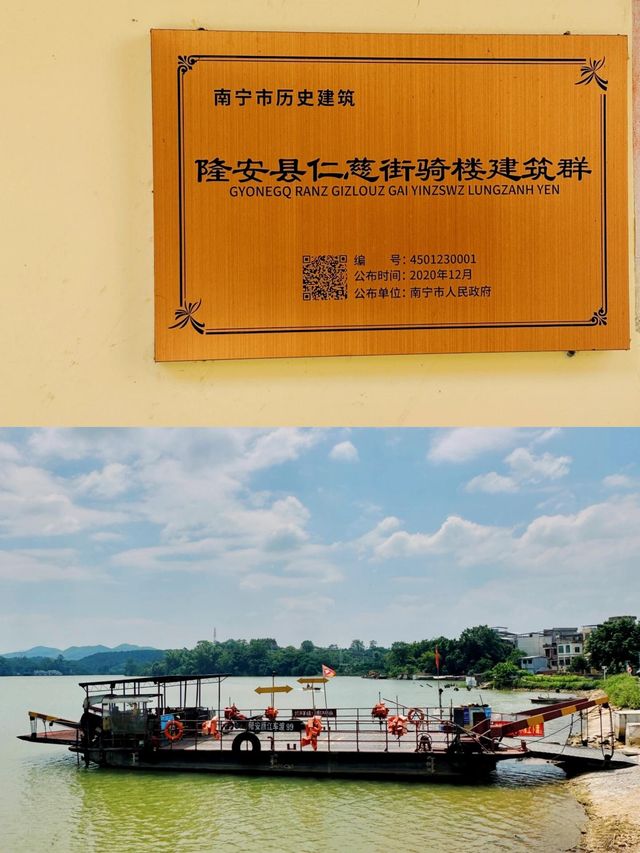 南宁市历史建筑
隆安县仁慈街骑楼建筑群
GYONEGQ RANZ GIZLOUZ GAI YINZSWZ LUNGZANH YEN
编　　号：4501230001
公布时间：2020年12月
公布单位：南宁市人民政府